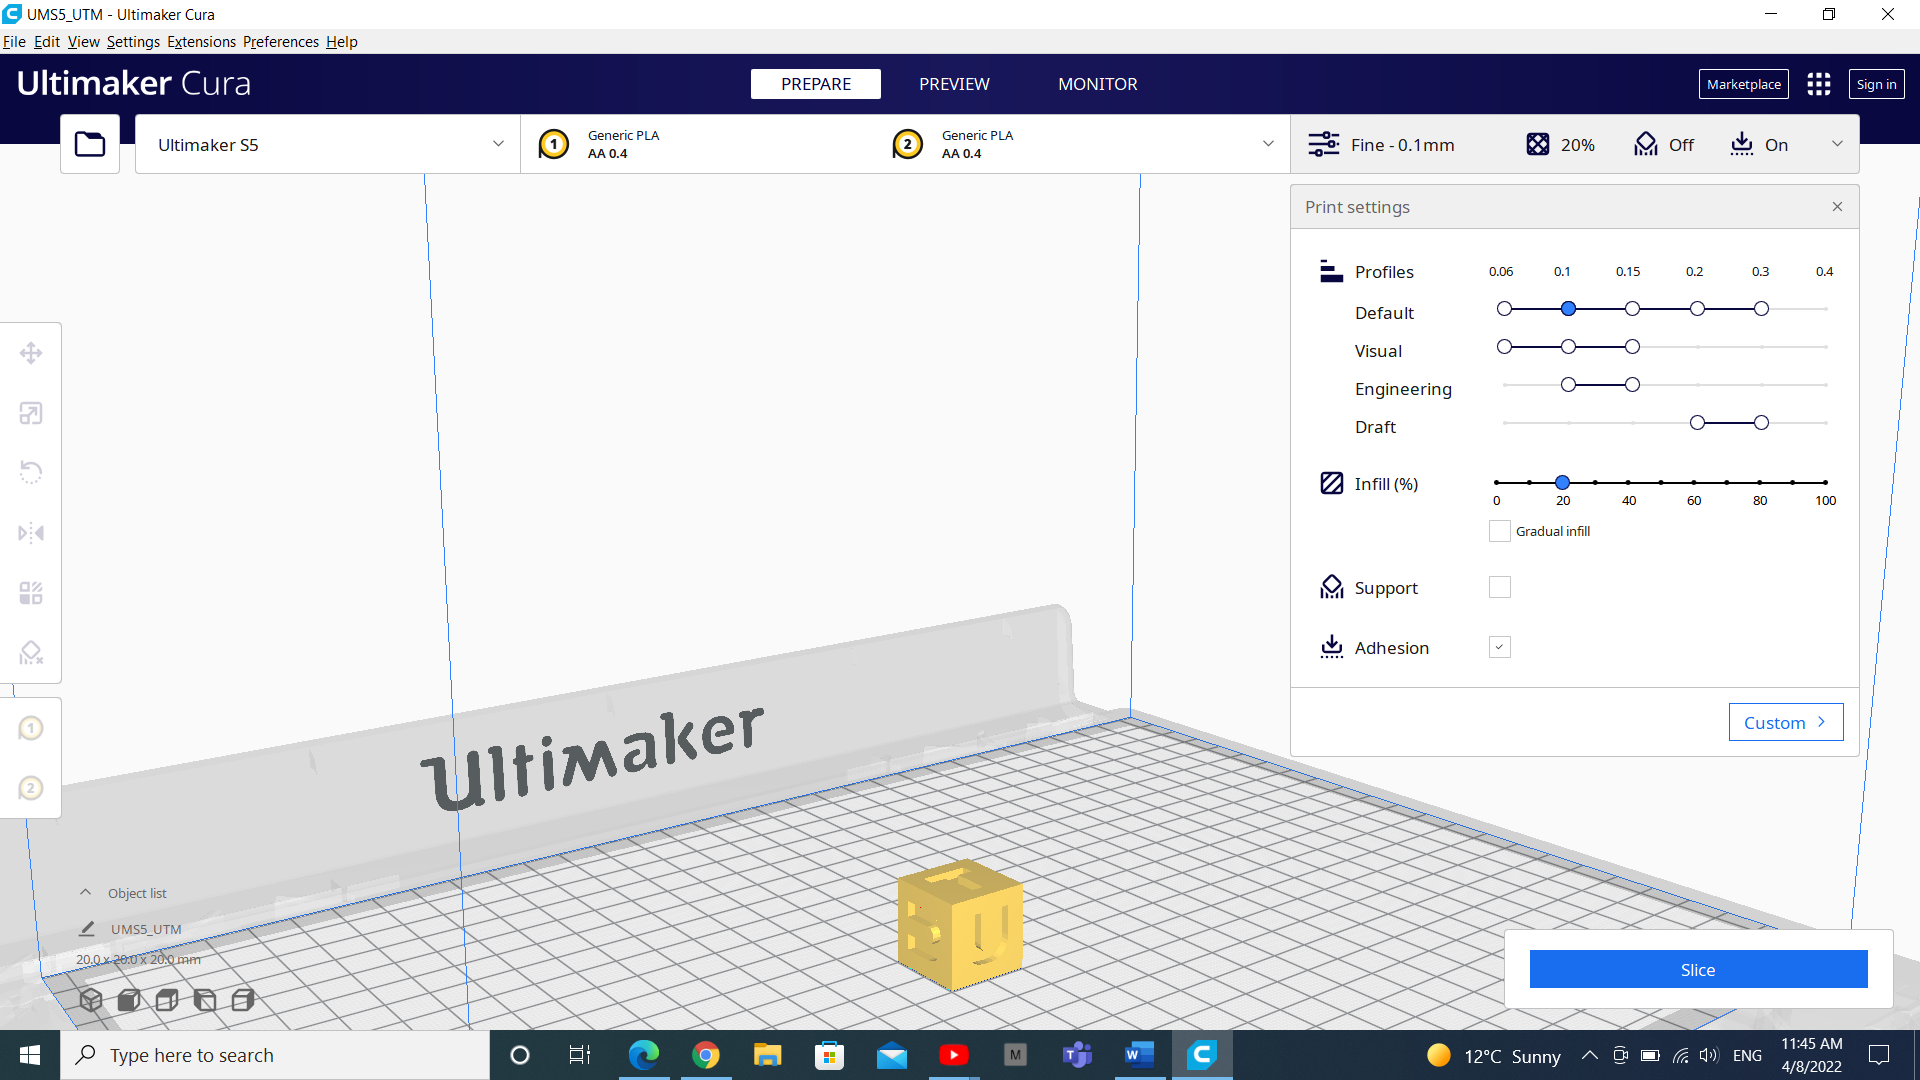 UMS5_UTM - Ultimaker Cura
File Edit View Settings Extensions Preferences Help
Ultimaker Cura
PREPARE PREVIEW MONITOR
Marketplace Sign in
Ultimaker S5
1 Generic PLA
AA 0.4
2 Generic PLA
AA 0.4
Fine - 0.1mm 20% Off On
Print settings
Profiles 0.06 0.1 0.15 0.2 0.3 0.4
Default
Visual
Engineering
Draft
Infill (%)
0 20 40 60 80 100
Gradual infill
Support
Adhesion
Custom
1
2
Ultimaker
T
B U
Object list
UMS5_UTM
20.0 x 20.0 x 20.0 mm
Slice
Type here to search
M
T
W
12°C Sunny
ENG
11:45 AM
4/8/2022